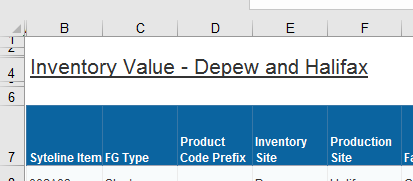 B C D E F
1
2
4 Inventory Value - Depew and Halifax
6
Product Inventory Production
7 Syteline Item FG Type Code Prefix Site Site